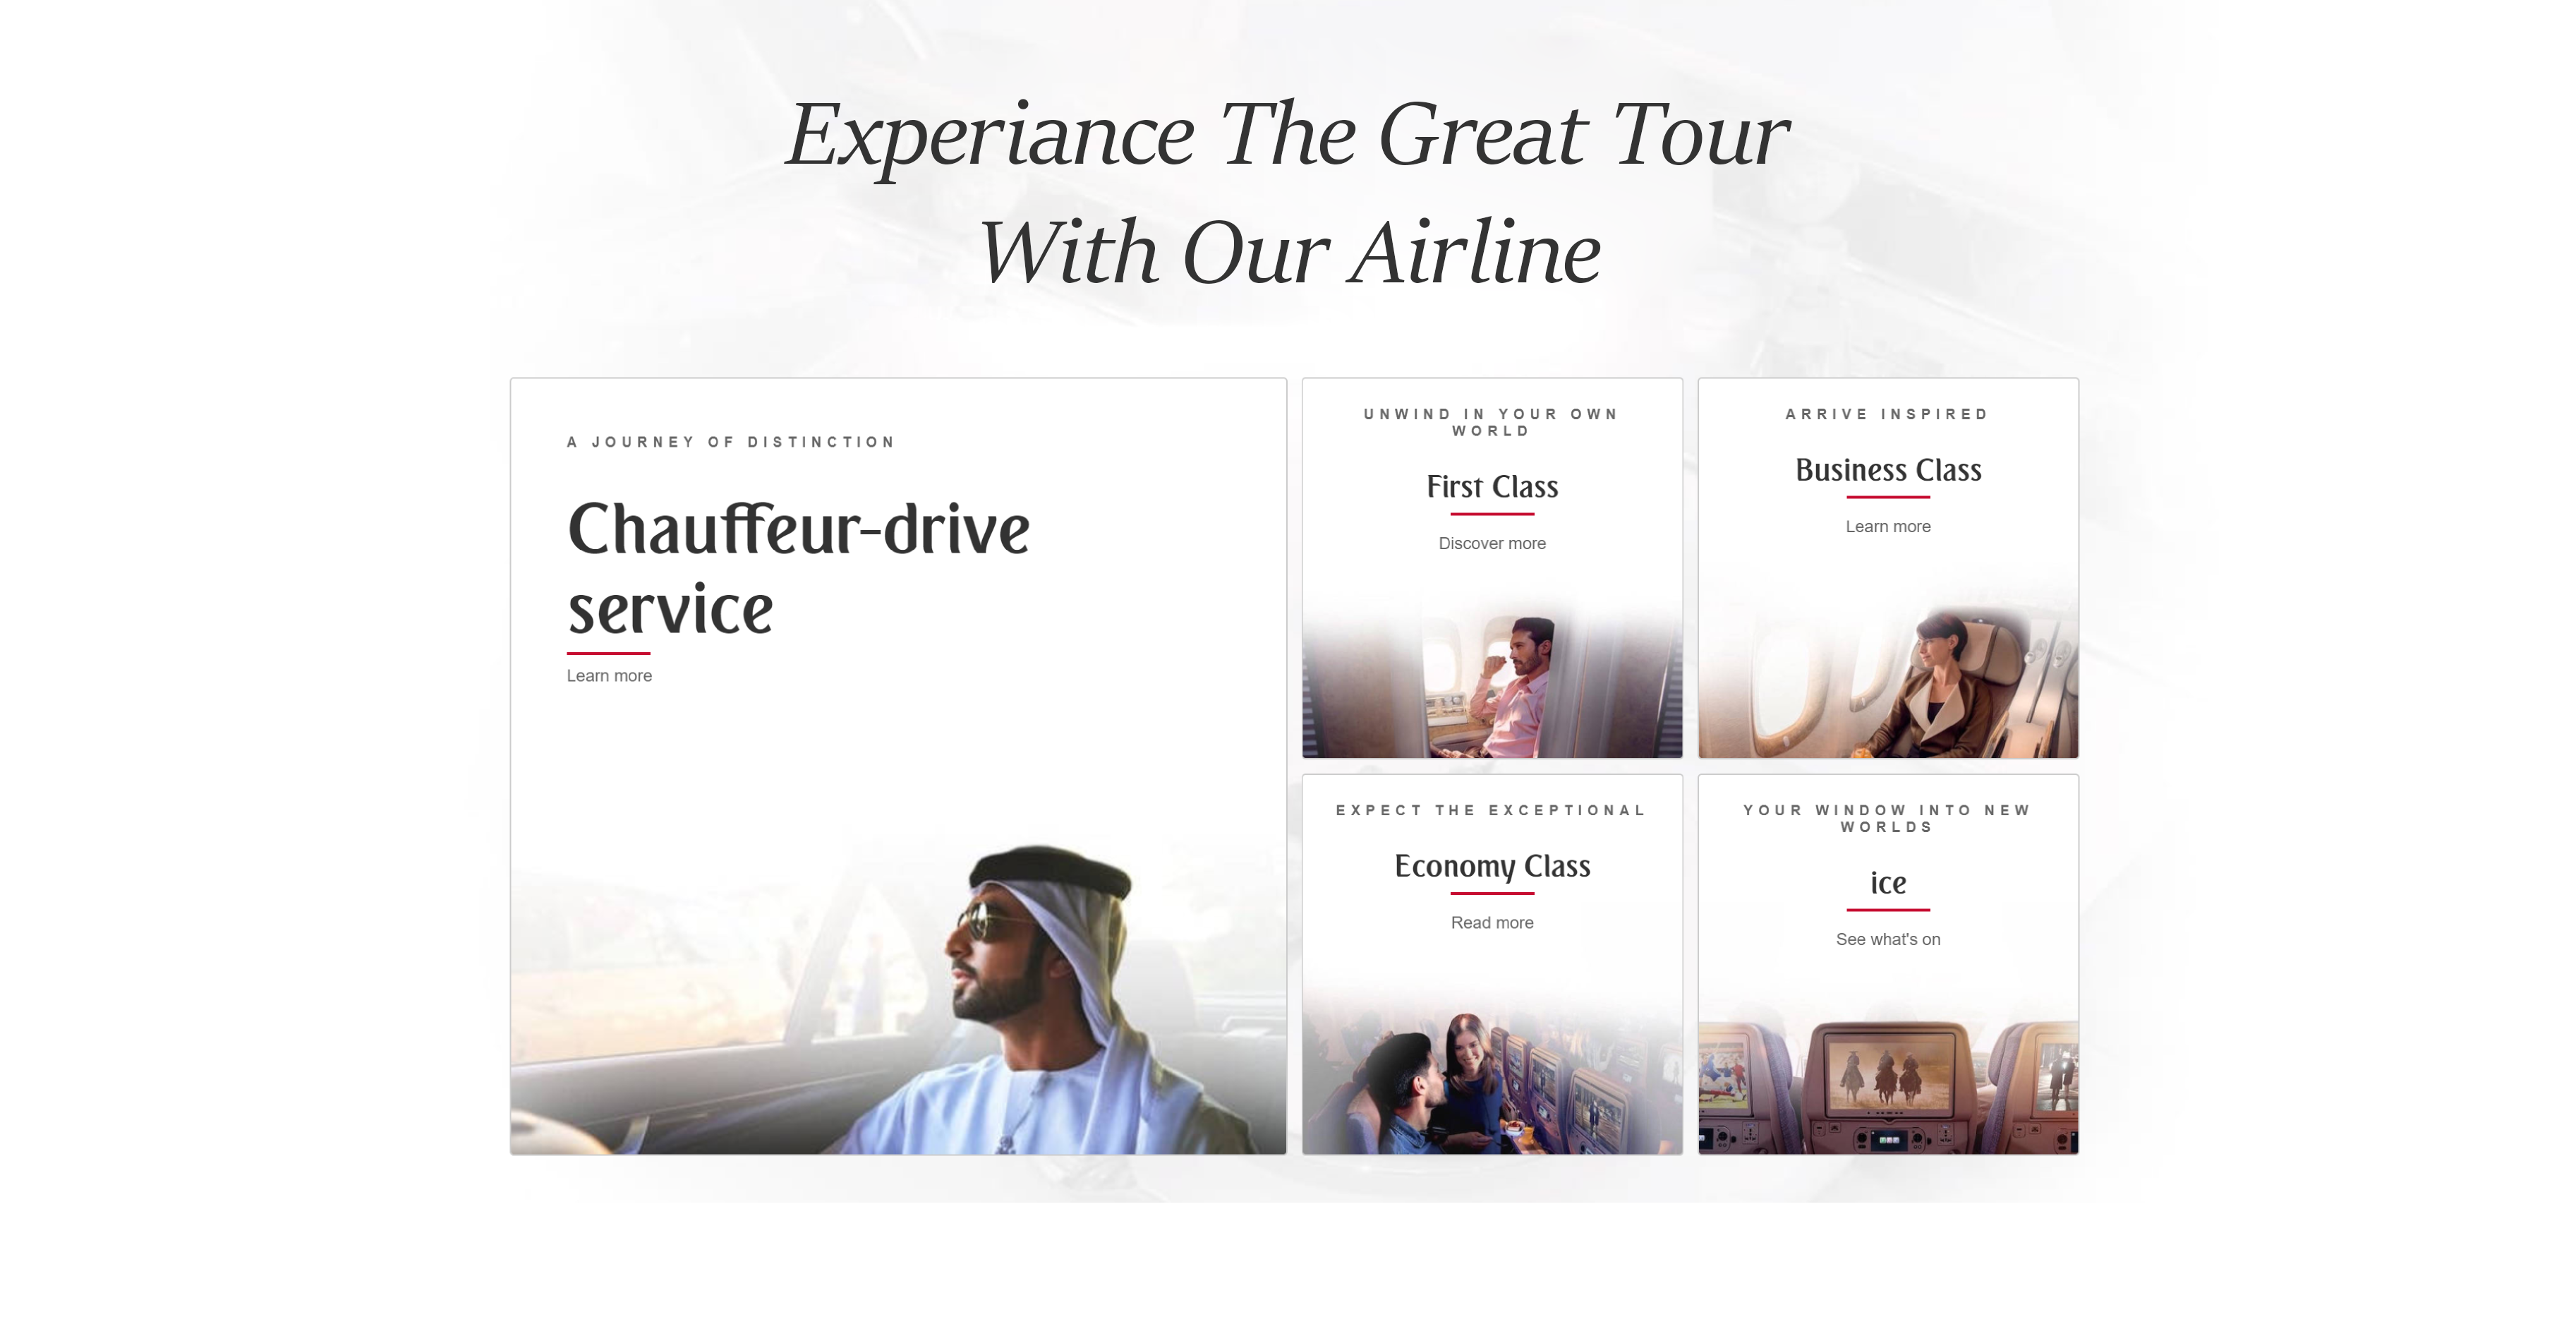 Experiance The Great Tour
With Our Airline
A JOURNEY OF DISTINCTION
Chauffeur-drive
service
Learn more
UNWIND IN YOUR OWN
WORLD
First Class
Discover more
ARRIVE INSPIRED
Business Class
Learn more
EXPECT THE EXCEPTIONAL
Economy Class
Read more
YOUR WINDOW INTO NEW
WORLDS
ice
See what's on